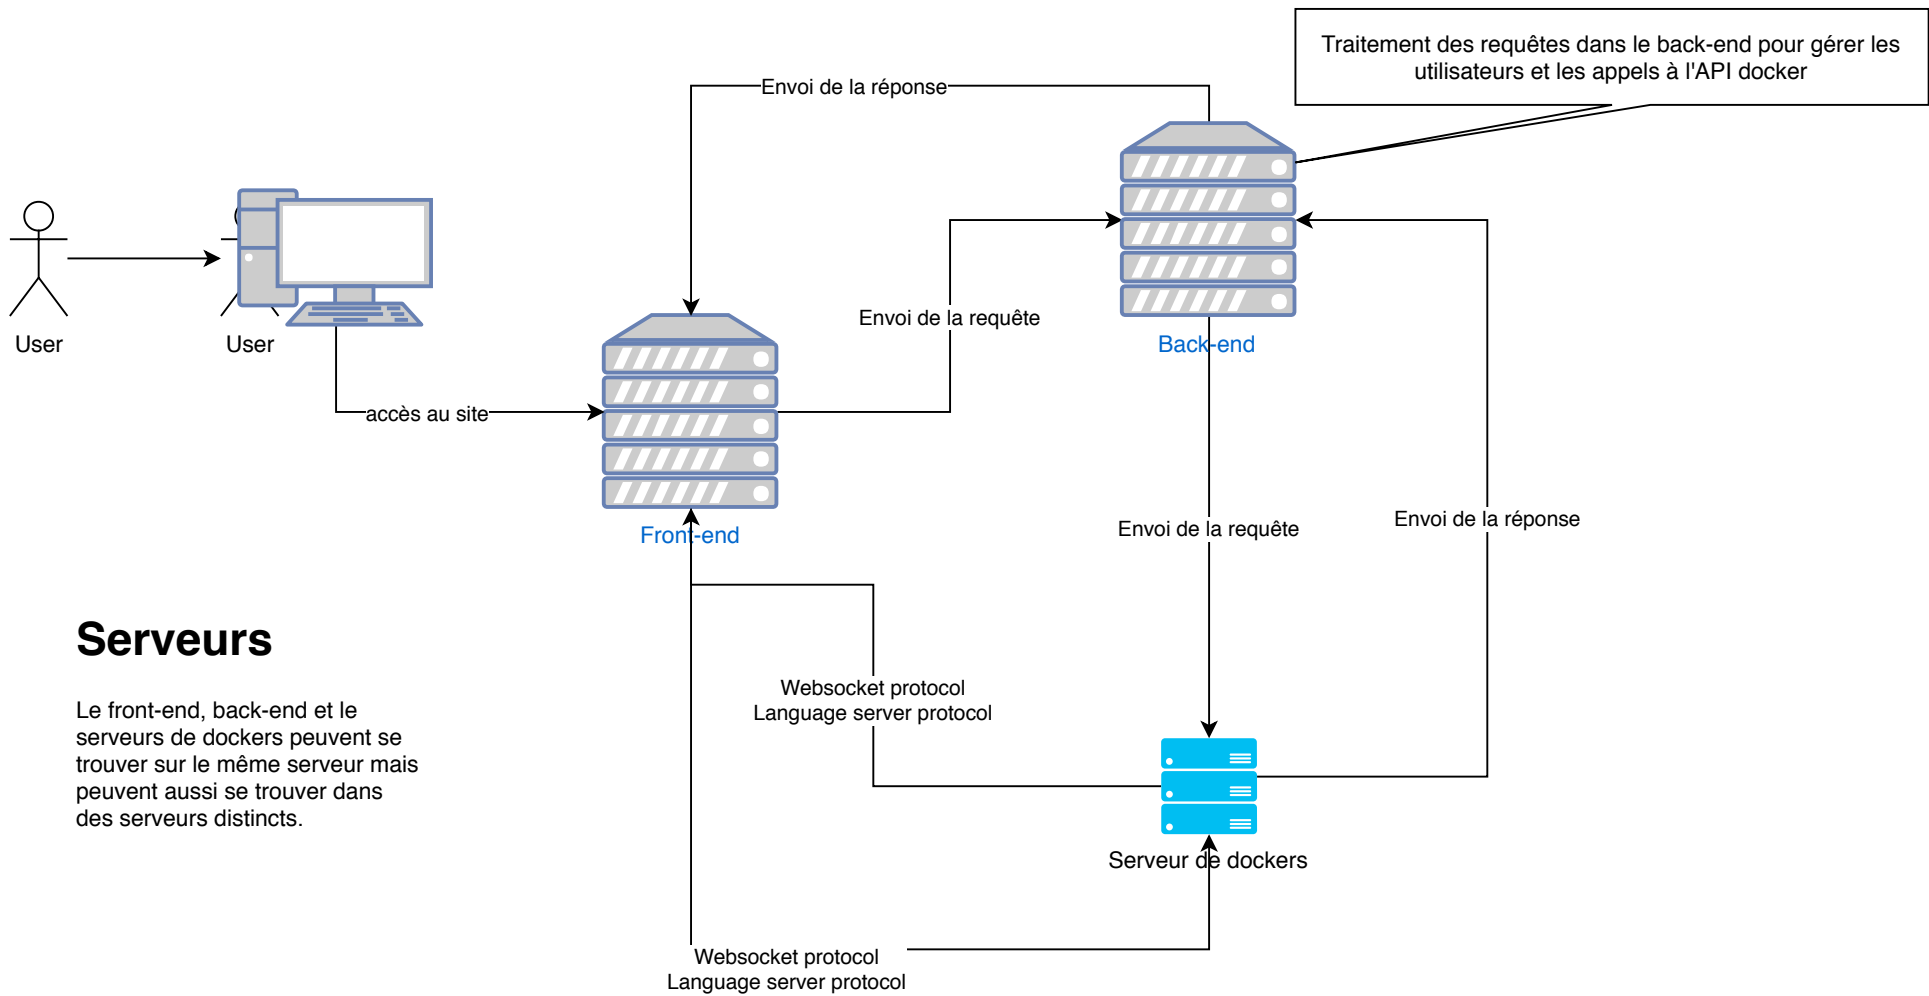 Traitement des requêtes dans le back-end pour gérer les
utilisateurs et les appels à l'API docker
Envoi de la réponse
Envoi de la requête
User
User
Back-end
accès au site
Front-end
Envoi de la requête
Envoi de la réponse
Serveurs
Le front-end, back-end et le
serveurs de dockers peuvent se
trouver sur le même serveur mais
peuvent aussi se trouver dans
des serveurs distincts.
Websocket protocol
Language server protocol
Serveur de dockers
Websocket protocol
Language server protocol